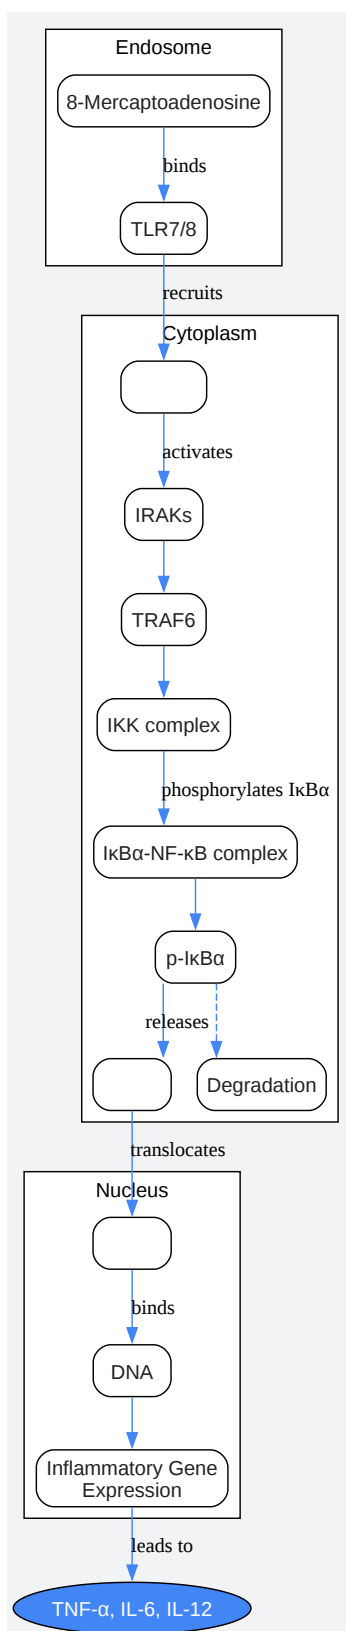 Endosome
8-Mercaptoadenosine
binds
TLR7/8
recruits
Cytoplasm
activates
IRAKs
TRAF6
IKK complex
phosphorylates IκBα
IκBα-NF-κB complex
p-IκBα
releases
Degradation
translocates
Nucleus
binds
DNA
Inflammatory Gene
Expression
leads to
TNF-α, IL-6, IL-12